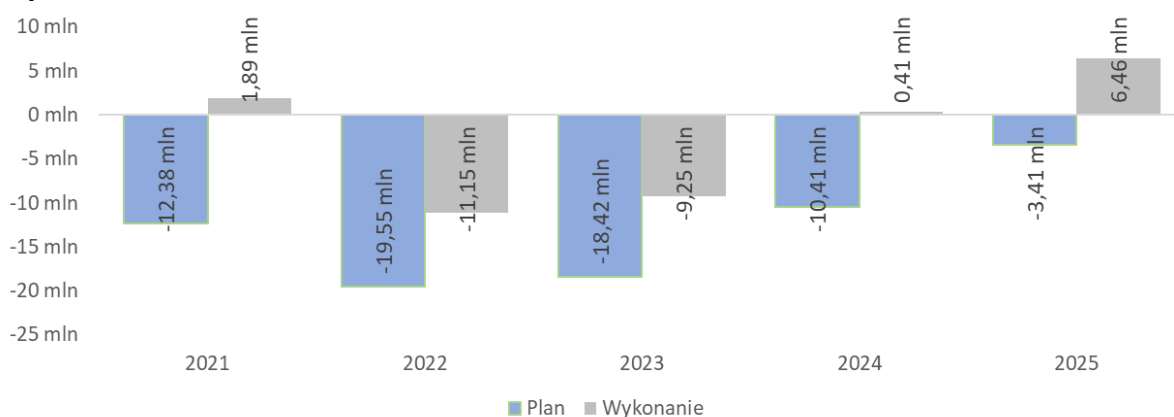 10 mln
5 mln
0 mln
-5 mln
-10 mln
-15 mln
-20 mln
-25 mln
-12,38 mln
1,89 mln
-19,55 mln
-11,15 mln
-18,42 mln
-9,25 mln
-10,41 mln
0,41 mln
-3,41 mln
6,46 mln
2021 2022 2023 2024 2025
Plan Wykonanie